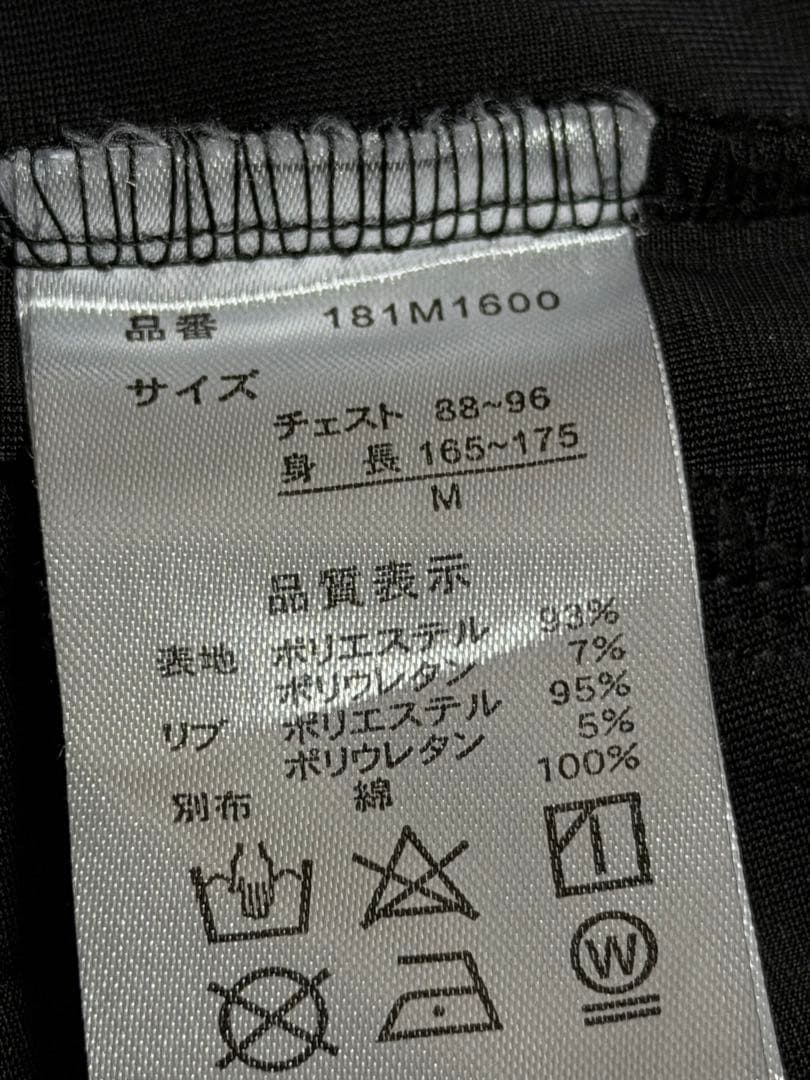 品番 181M1600
サイズ
チェスト 88~96
身 長 165~175
M
品質表示
表地 ポリエステル 93%
ポリウレタン 7%
リブ ポリエステル 95%
ポリウレタン 5%
別布 綿 100%
W